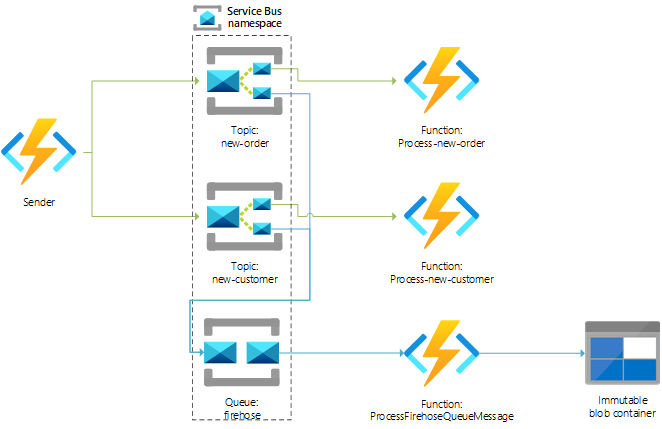 Service Bus
namespace
Topic:
new-order
Function:
Process-new-order
Sender
Topic:
new-customer
Function:
Process-new-customer
Queue:
firehose
Function:
ProcessFirehoseQueueMessage
Immutable
blob container